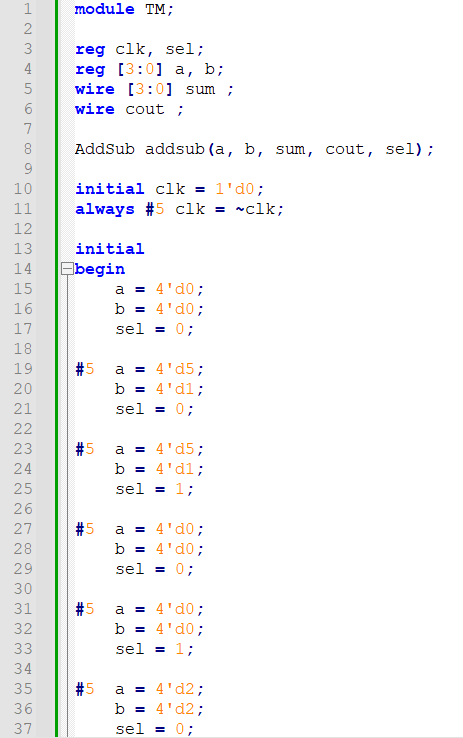 1 module TM;
2
3 reg clk, sel;
4 reg [3:0] a, b;
5 wire [3:0] sum ;
6 wire cout ;
7
8 AddSub addsub(a, b, sum, cout, sel);
9
10 initial clk = 1'd0;
11 always #5 clk = ~clk;
12
13 initial
14 begin
15 a = 4'd0;
16 b = 4'd0;
17 sel = 0;
18
19 #5 a = 4'd5;
20 b = 4'd1;
21 sel = 0;
22
23 #5 a = 4'd5;
24 b = 4'd1;
25 sel = 1;
26
27 #5 a = 4'd0;
28 b = 4'd0;
29 sel = 0;
30
31 #5 a = 4'd0;
32 b = 4'd0;
33 sel = 1;
34
35 #5 a = 4'd2;
36 b = 4'd2;
37 sel = 0;